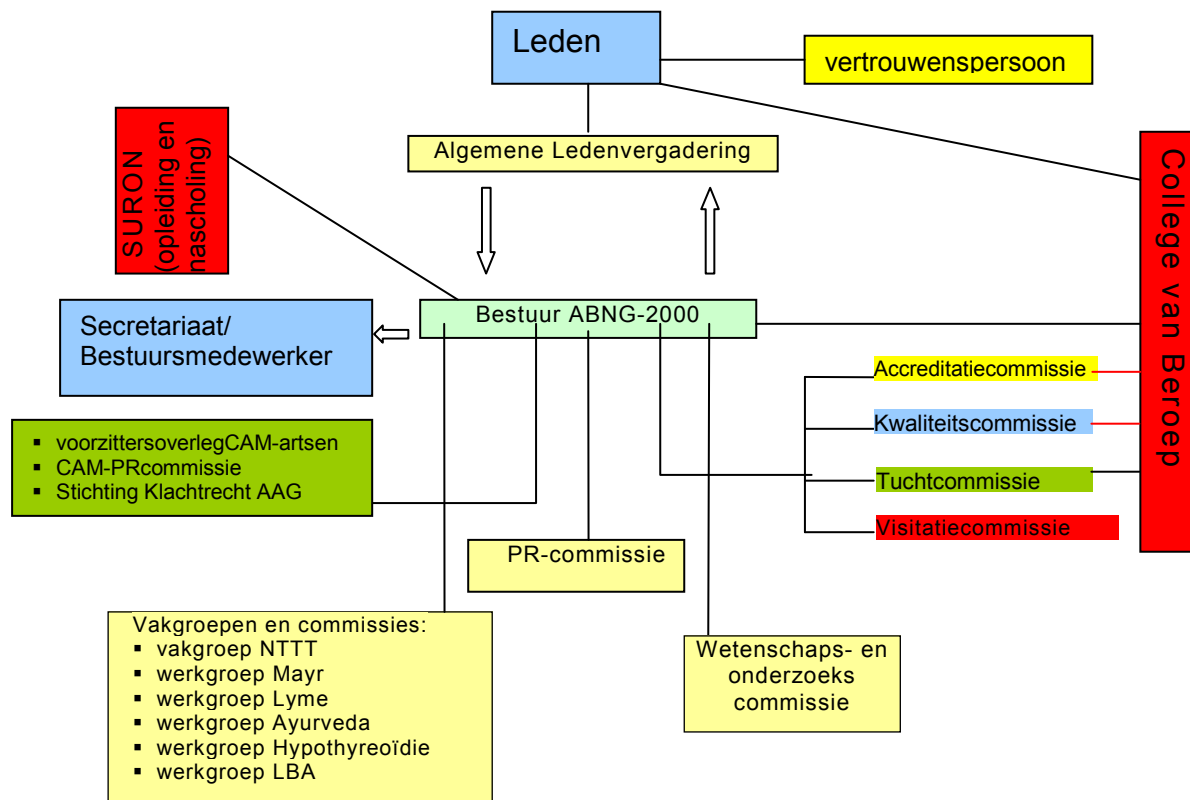 Leden
vertrouwenspersoon
Algemene Ledenvergadering
SURON
(opleiding en
nascholing)
College van Beroep
Bestuur ABNG-2000
Secretariaat/
Bestuursmedewerker
Accreditatiecommissie
Kwaliteitscommissie
Tuchtcommissie
Visitatiecommissie
▪ voorzittersoverlegCAM-artsen
▪ CAM-PRcommissie
▪ Stichting Klachtrecht AAG
PR-commissie
Vakgroepen en commissies:
▪ vakgroep NTTT
▪ werkgroep Mayr
▪ werkgroep Lyme
▪ werkgroep Ayurveda
▪ werkgroep Hypothyreoïdie
▪ werkgroep LBA
Wetenschaps- en
onderzoeks
commissie